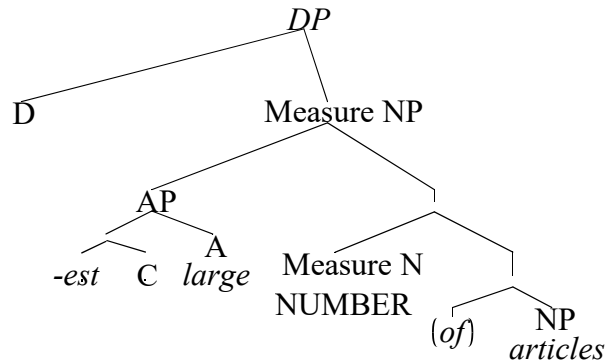 DP
D Measure NP
AP
-est C large A Measure N
NUMBER
(of) NP
articles